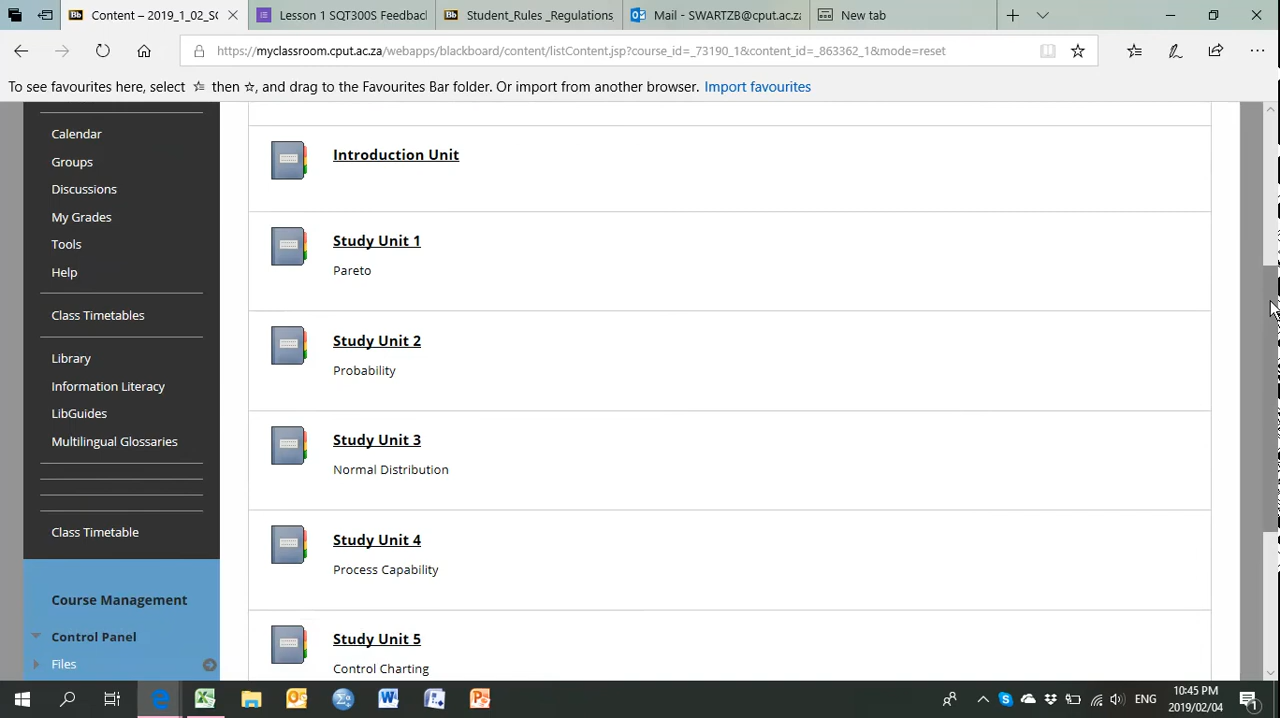 Content – 2019_1_02_SC
Lesson 1 SQT300S Feedback
Student_Rules _Regulations
Mail - SWARTZB@cput.ac.za
New tab
https://myclassroom.cput.ac.za/webapps/blackboard/content/listContent.jsp?course_id=_73190_1&content_id=_863362_1&mode=reset
To see favourites here, select then , and drag to the Favourites Bar folder. Or import from another browser. Import favourites
Calendar
Groups
Discussions
My Grades
Tools
Help
Class Timetables
Library
Information Literacy
LibGuides
Multilingual Glossaries
Class Timetable
Course Management
Control Panel
Files
Introduction Unit
Study Unit 1
Pareto
Study Unit 2
Probability
Study Unit 3
Normal Distribution
Study Unit 4
Process Capability
Study Unit 5
Control Charting
ENG
10:45 PM
2019/02/04